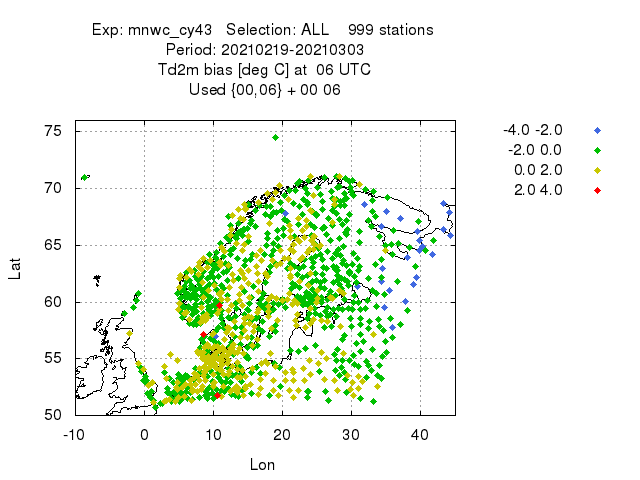 Exp: mnwc_cy43 Selection: ALL 999 stations
Period: 20210219-20210303
Td2m bias [deg C] at 06 UTC
Used {00,06} + 00 06
-4.0 -2.0
-2.0 0.0
0.0 2.0
2.0 4.0
75
70
65
60
55
50
Lat
-10 0 10 20 30 40
Lon